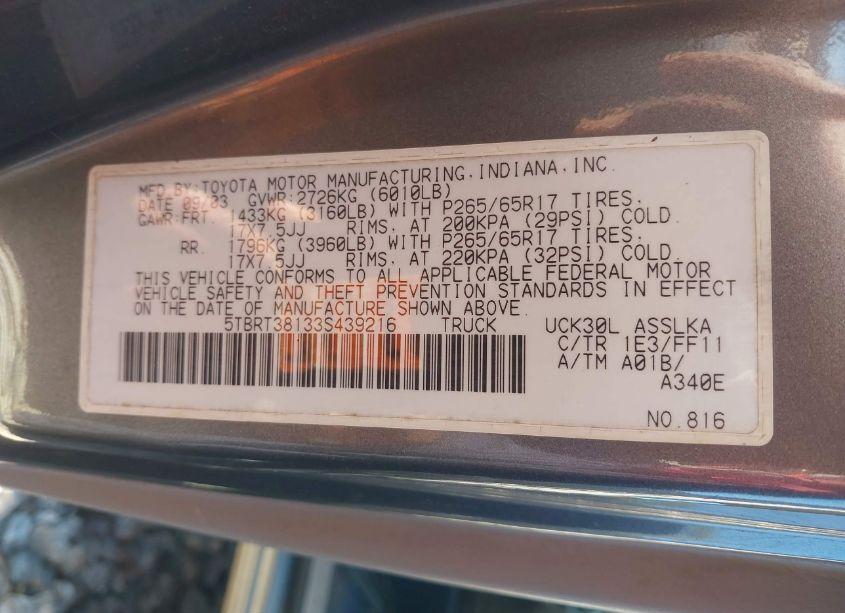 MFD BY:TOYOTA MOTOR MANUFACTURING,INDIANA,INC.
DATE 09/03 GVWR:2726KG (6010LB)
GAWR:FRT. 1433KG (3160LB) WITH P265/65R17 TIRES.
17X7.5JJ RIMS, AT 200KPA (29PSI) COLD.
RR. 1796KG (3960LB) WITH P265/65R17 TIRES.
17X7.5JJ RIMS, AT 220KPA (32PSI) COLD.
THIS VEHICLE CONFORMS TO ALL APPLICABLE FEDERAL MOTOR
VEHICLE SAFETY AND THEFT PREVENTION STANDARDS IN EFFECT
ON THE DATE OF MANUFACTURE SHOWN ABOVE.
5TBRT38133S439216 TRUCK UCK30L ASSLKA
C/TR 1E3/FF11
A/TM A01B/
A340E
NO.816